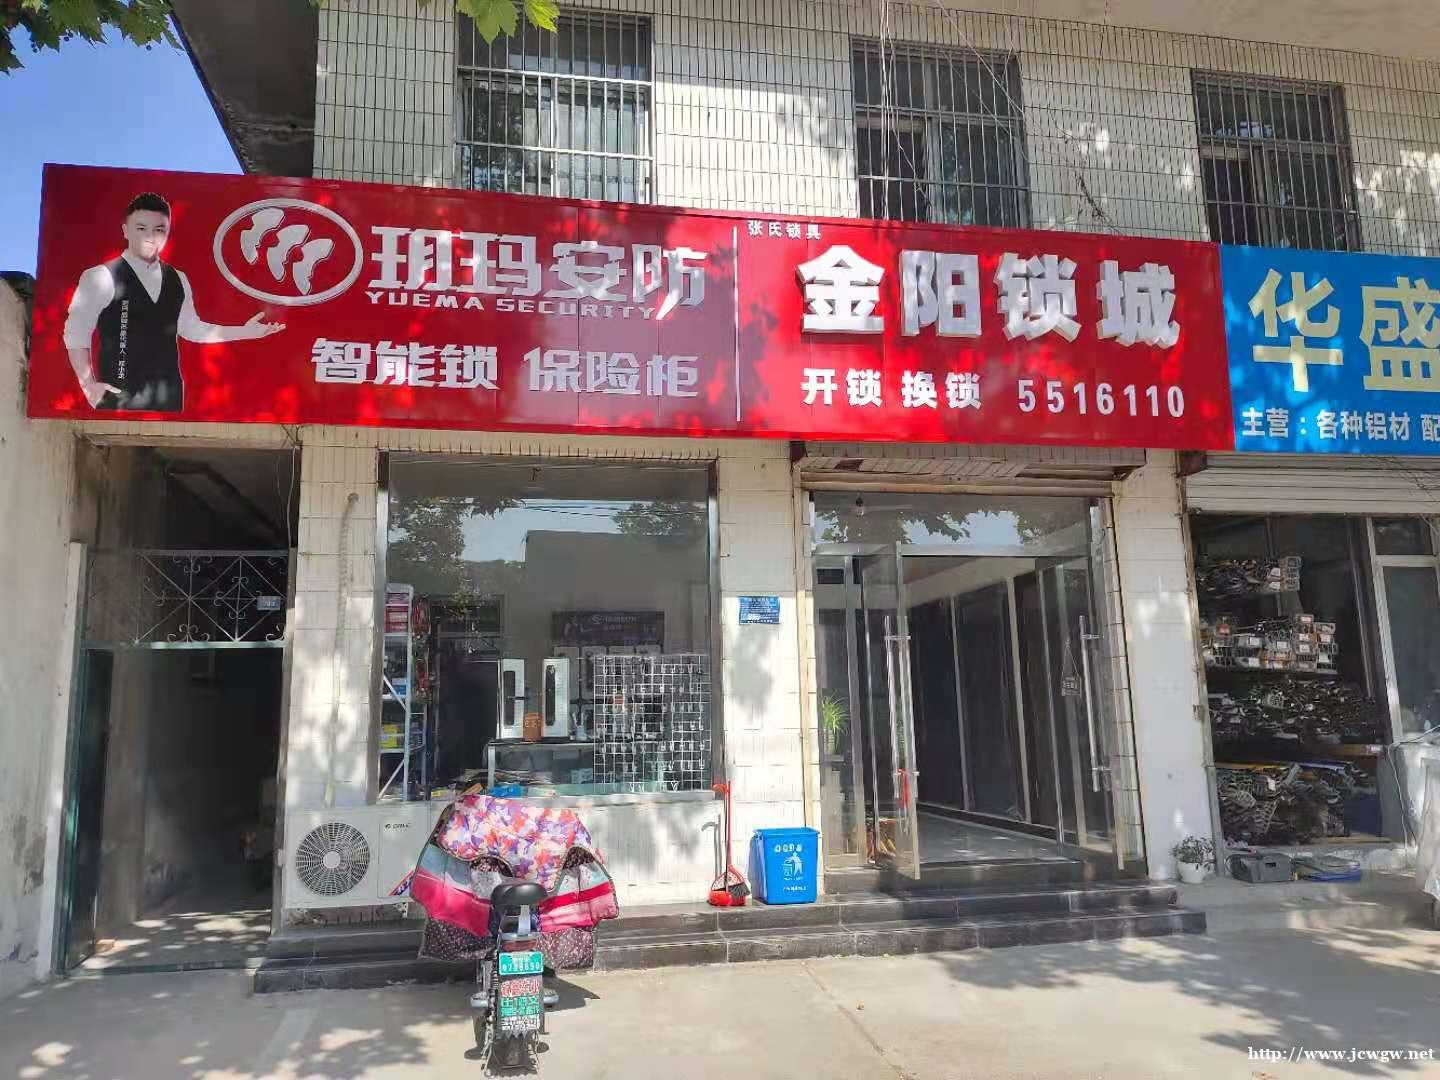 玥玛安防
YUEMA SECURITY
智能锁 保险柜
张氏锁具
金阳锁城
开锁 换锁 5516110
华盛
主营：各种铝材 配
http://www.jcwgw.net